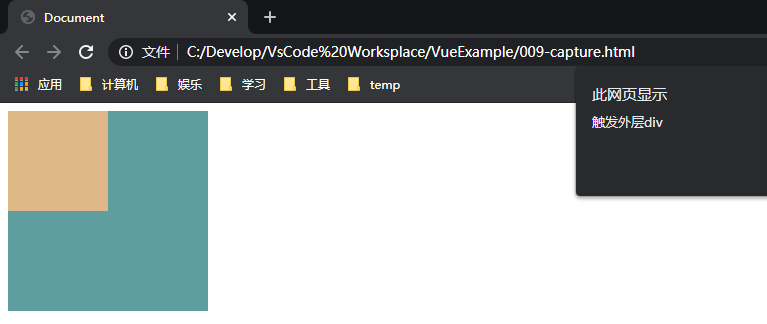 Document
文件 C:/Develop/VsCode%20Worksplace/VueExample/009-capture.html
应用 计算机 娱乐 学习 工具 temp
此网页显示
触发外层div